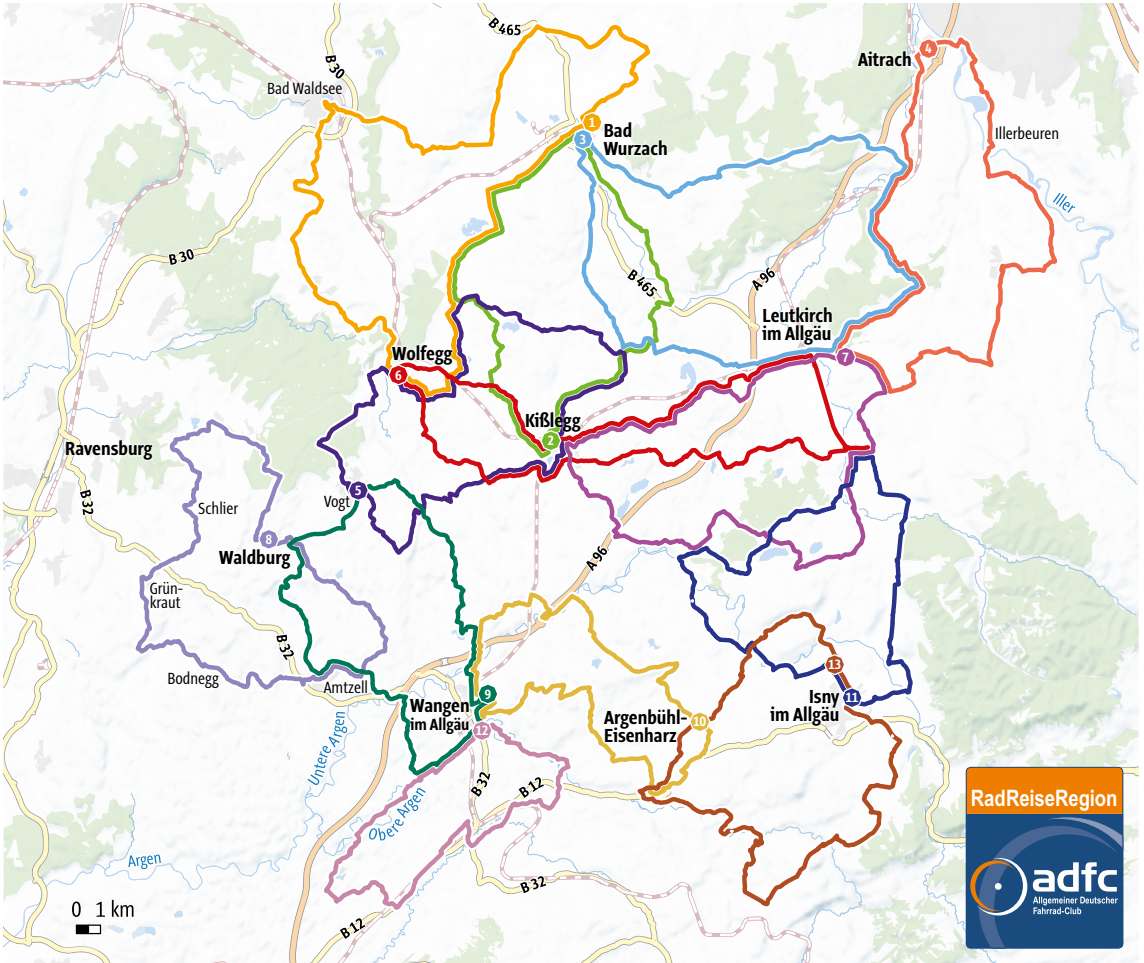 B 465
B 30
Bad Waldsee
4
Aitrach
1
Bad
Wurzach
3
Illerbeuren
Iller
B 30
B 465
A 96
Leutkirch
im Allgäu
7
Wolfegg
6
Kißlegg
2
Ravensburg
B 32
Vogt
5
Schlier
8
Waldburg
A 96
Grün-
kraut
B 32
Bodnegg
Amtzell
9
Wangen
im Allgäu
12
13
11
Isny
im Allgäu
10
Argenbühl-
Eisenharz
Untere Argen
Obere Argen
B 32
B 12
Argen
B 32
B 12
0 1 km
RadReiseRegion
adfc
Allgemeiner Deutscher
Fahrrad-Club